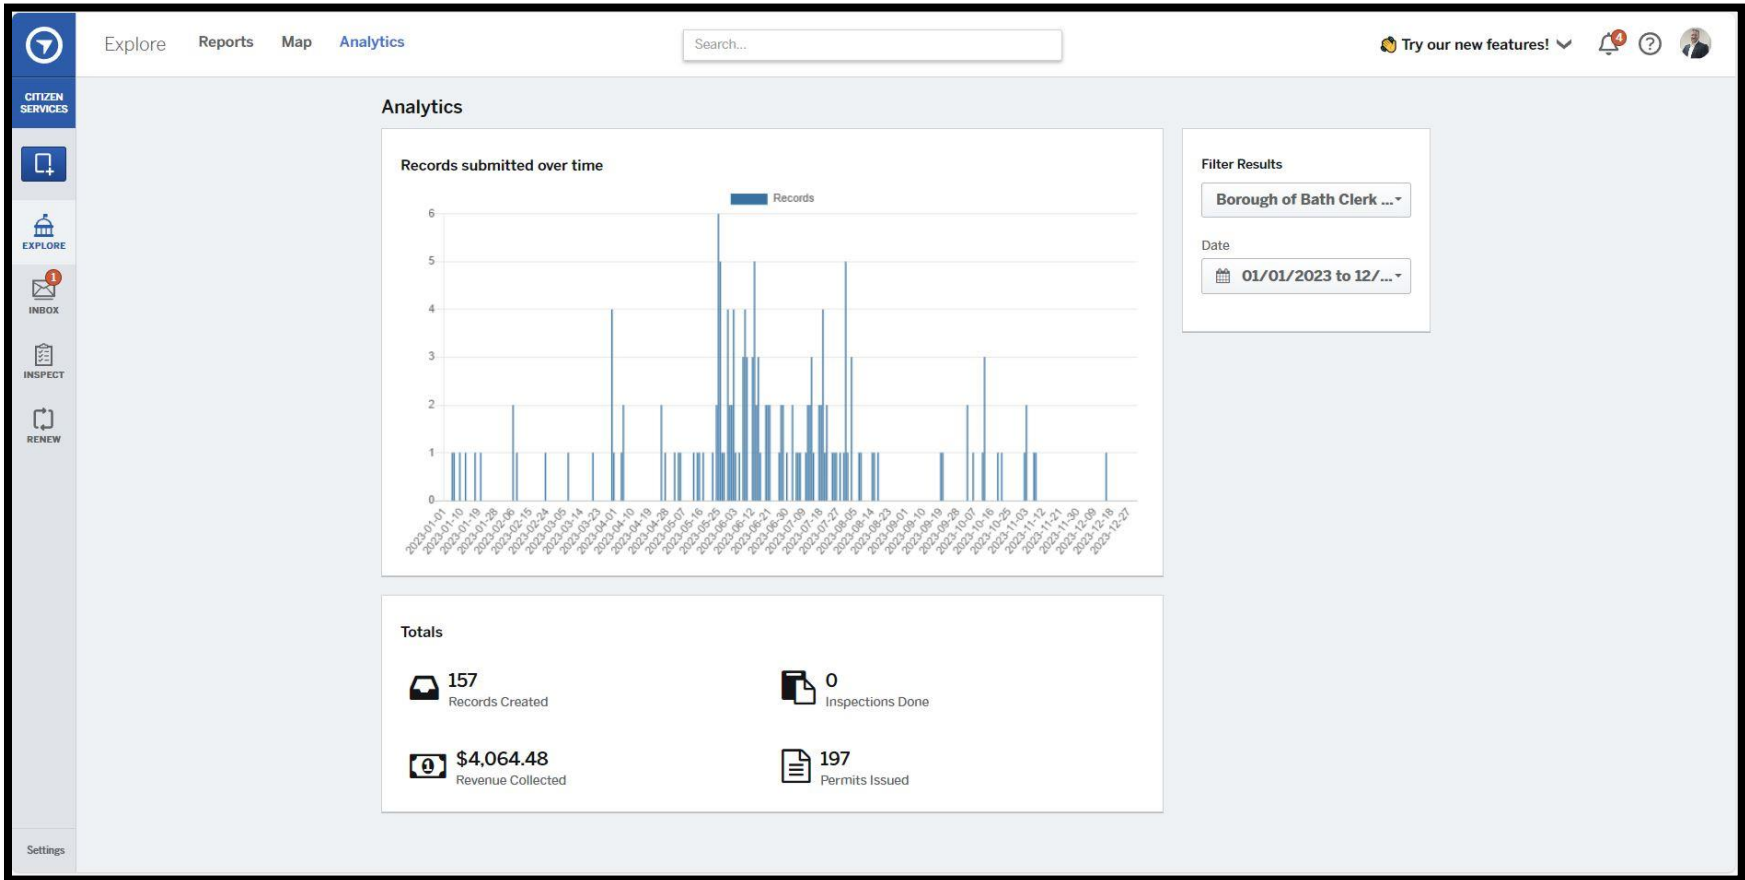 Explore Reports Map Analytics Search... Try our new features! 4 ?
CITIZEN
SERVICES
EXPLORE
1
INBOX
INSPECT
RENEW
Settings
Analytics
Records submitted over time
Records
6
5
4
3
2
1
0
2023-01-01
2023-01-10
2023-01-19
2023-01-28
2023-02-06
2023-02-15
2023-02-24
2023-03-05
2023-03-14
2023-03-23
2023-04-01
2023-04-10
2023-04-19
2023-04-28
2023-05-07
2023-05-16
2023-05-25
2023-06-03
2023-06-12
2023-06-21
2023-06-30
2023-07-09
2023-07-18
2023-07-27
2023-08-05
2023-08-14
2023-08-23
2023-09-01
2023-09-10
2023-09-19
2023-09-28
2023-10-07
2023-10-16
2023-10-25
2023-11-03
2023-11-12
2023-11-21
2023-11-30
2023-12-09
2023-12-18
2023-12-27
Filter Results
Borough of Bath Clerk ...
Date
01/01/2023 to 12/...
Totals
157
Records Created
0
Inspections Done
$4,064.48
Revenue Collected
197
Permits Issued